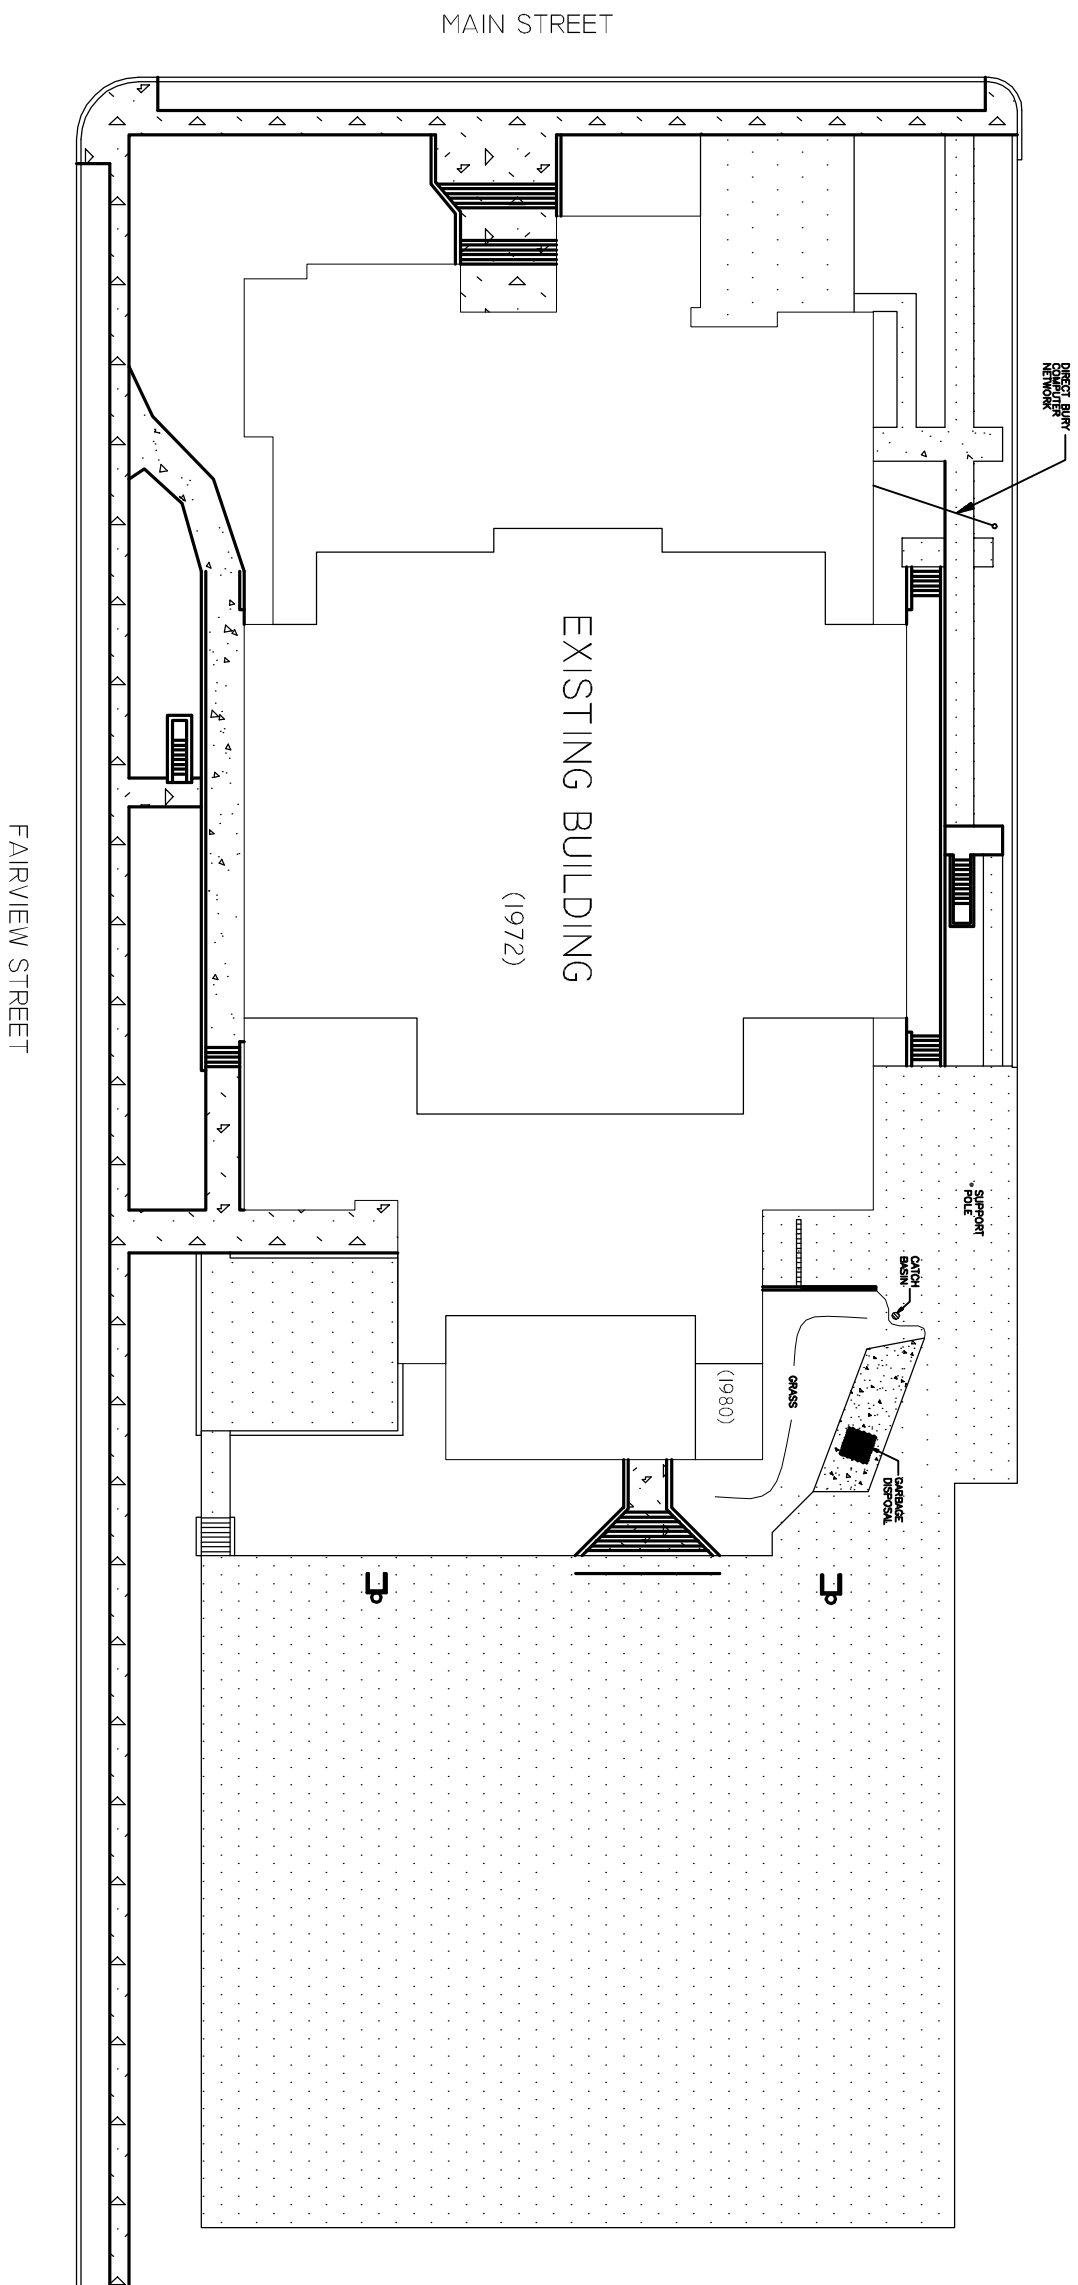 MAIN STREET
DIRECT BURY
COMPUTER
NETWORK
EXISTING BUILDING
(1972)
FAIRVIEW STREET
SUPPORT
POLE
CATCH
BASIN
GRASS
(1980)
GARBAGE
DISPOSAL